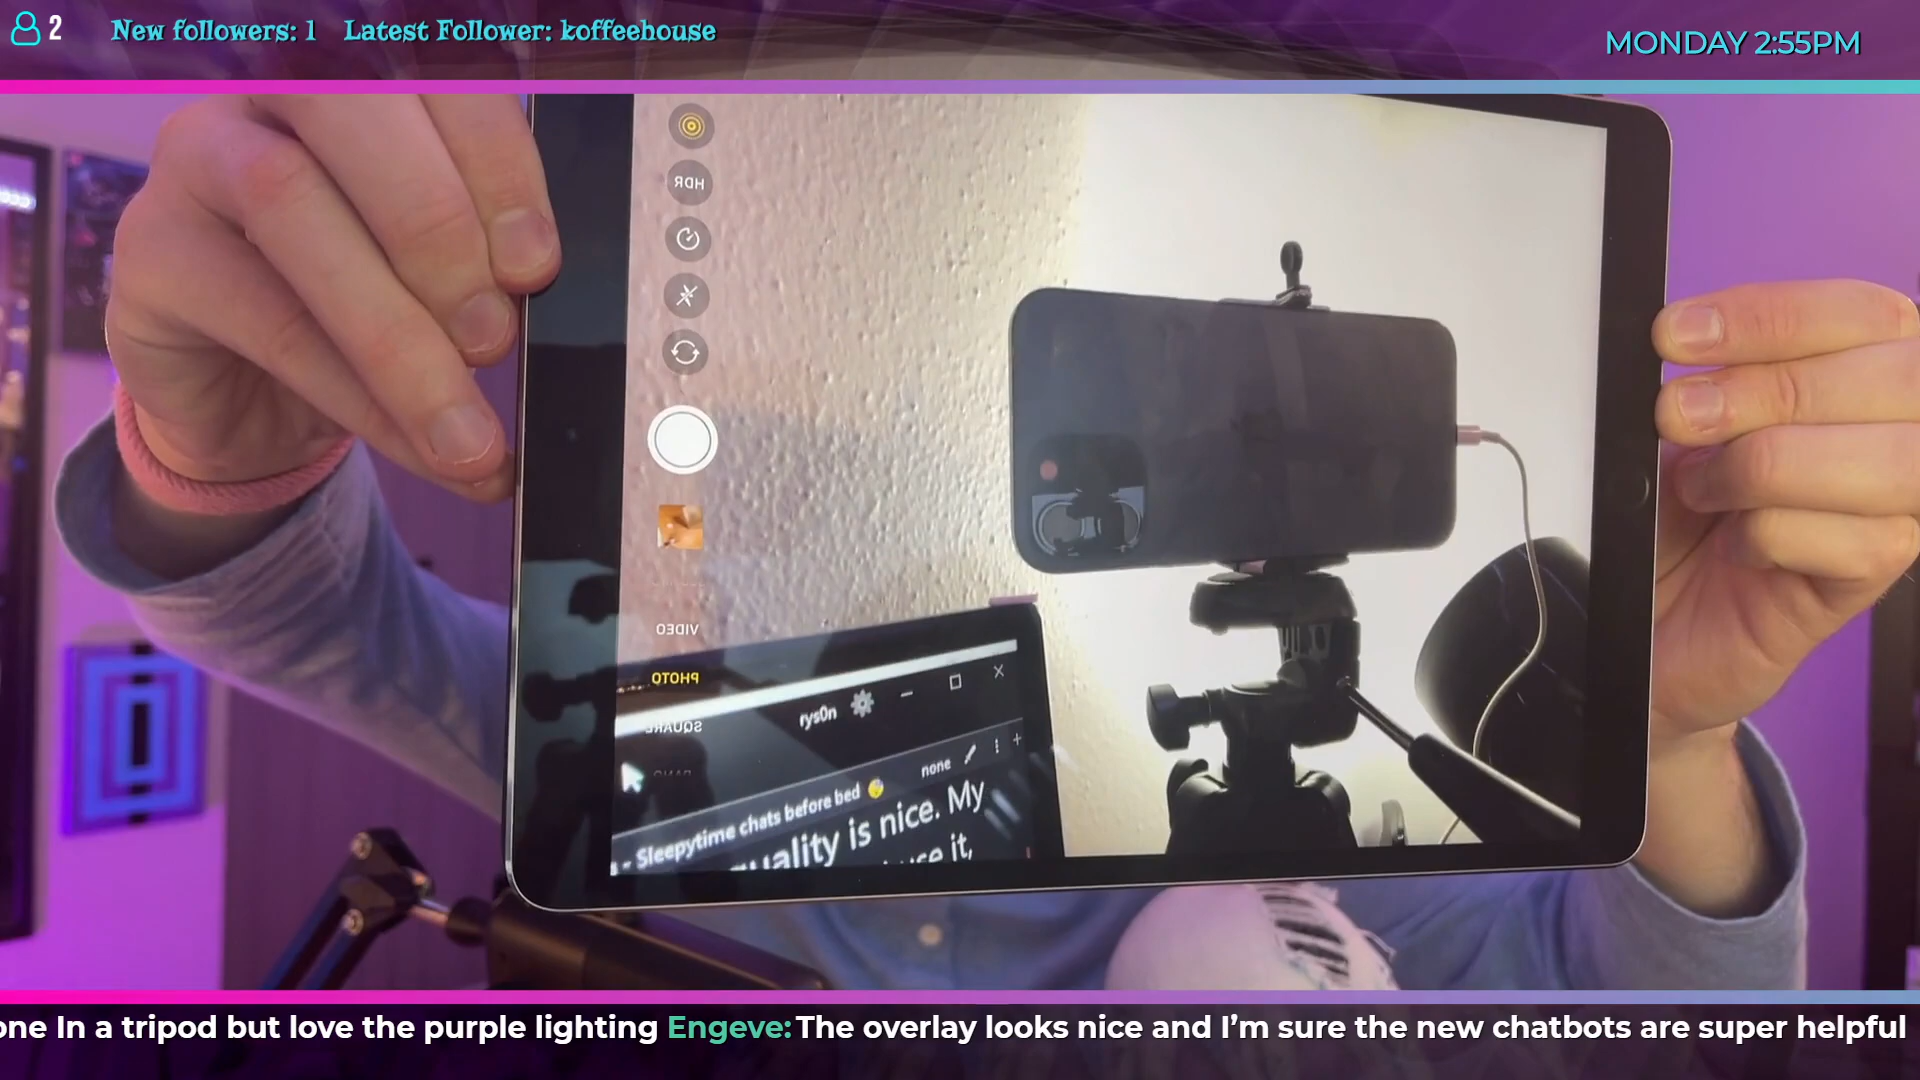 2 New followers: 1 Latest Follower: koffeehouse
MONDAY 2:55PM
HDR
VIDEO
PHOTO
SQUARE
PANO
rys0n
none
- Sleepytime chats before bed 😴
is nice. My
it,
In a tripod but love the purple lighting Engeve: The overlay looks nice and I'm sure the new chatbots are super helpful